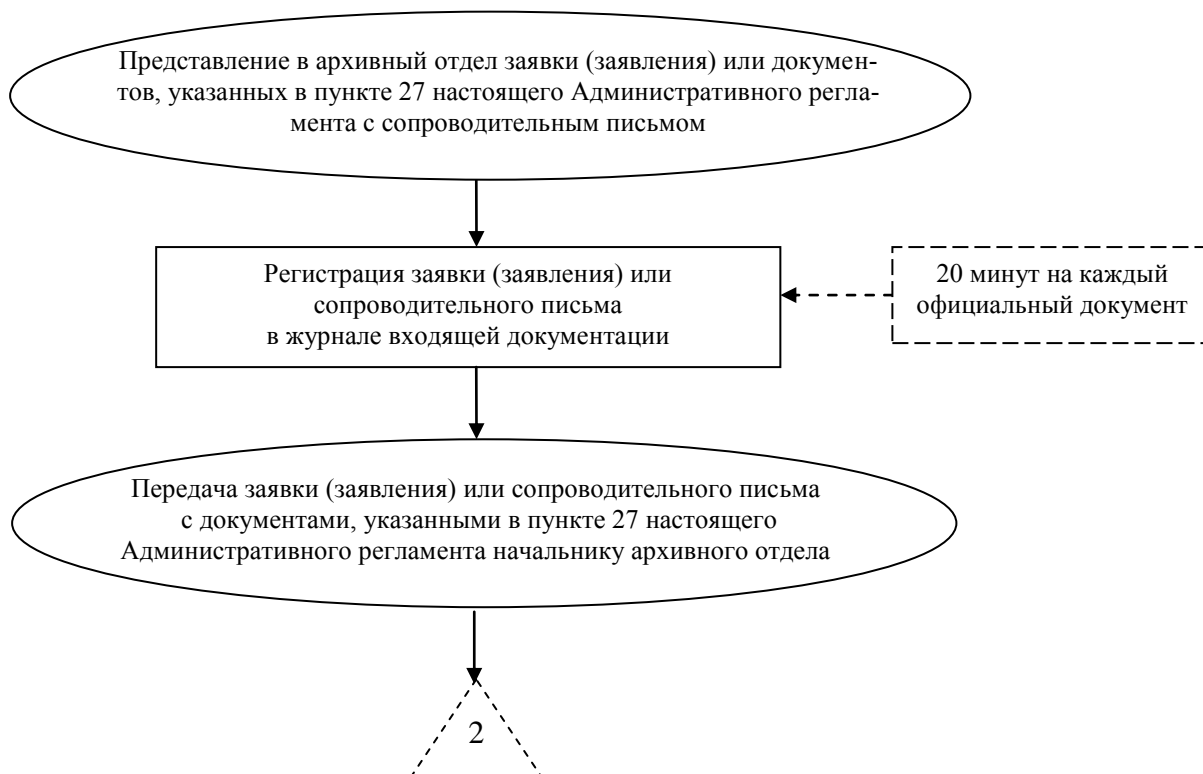 Представление в архивный отдел заявки (заявления) или докумен-
тов, указанных в пункте 27 настоящего Административного регла-
мента с сопроводительным письмом
Регистрация заявки (заявления) или
сопроводительного письма
в журнале входящей документации
20 минут на каждый
официальный документ
Передача заявки (заявления) или сопроводительного письма
с документами, указанными в пункте 27 настоящего
Административного регламента начальнику архивного отдела
2